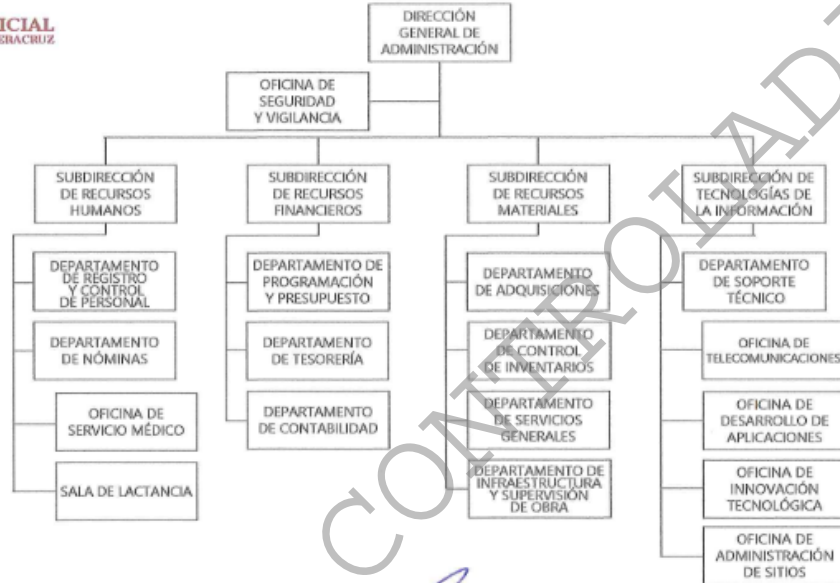 ICIAL
ERACRUZ
DIRECCIÓN
GENERAL DE
ADMINISTRACIÓN
OFICINA DE
SEGURIDAD
Y VIGILANCIA
SUBDIRECCIÓN
DE RECURSOS
HUMANOS
SUBDIRECCIÓN
DE RECURSOS
FINANCIEROS
SUBDIRECCIÓN
DE RECURSOS
MATERIALES
SUBDIRECCIÓN DE
TECNOLOGÍAS DE
LA INFORMACIÓN
DEPARTAMENTO
DE REGISTRO
Y CONTROL
DE PERSONAL
DEPARTAMENTO DE
PROGRAMACIÓN
Y PRESUPUESTO
DEPARTAMENTO
DE ADQUISICIONES
DEPARTAMENTO
DE SOPORTE
TÉCNICO
DEPARTAMENTO
DE NÓMINAS
DEPARTAMENTO
DE TESORERÍA
DEPARTAMENTO
DE CONTROL
DE INVENTARIOS
OFICINA DE
TELECOMUNICACIONES
OFICINA DE
SERVICIO MÉDICO
DEPARTAMENTO
DE CONTABILIDAD
DEPARTAMENTO
DE SERVICIOS
GENERALES
OFICINA DE
DESARROLLO DE
APLICACIONES
SALA DE LACTANCIA
DEPARTAMENTO DE
INFRAESTRUCTURA
Y SUPERVISIÓN
DE OBRA
OFICINA DE
INNOVACIÓN
TECNOLÓGICA
OFICINA DE
ADMINISTRACIÓN
DE SITIOS
CONTROLAD